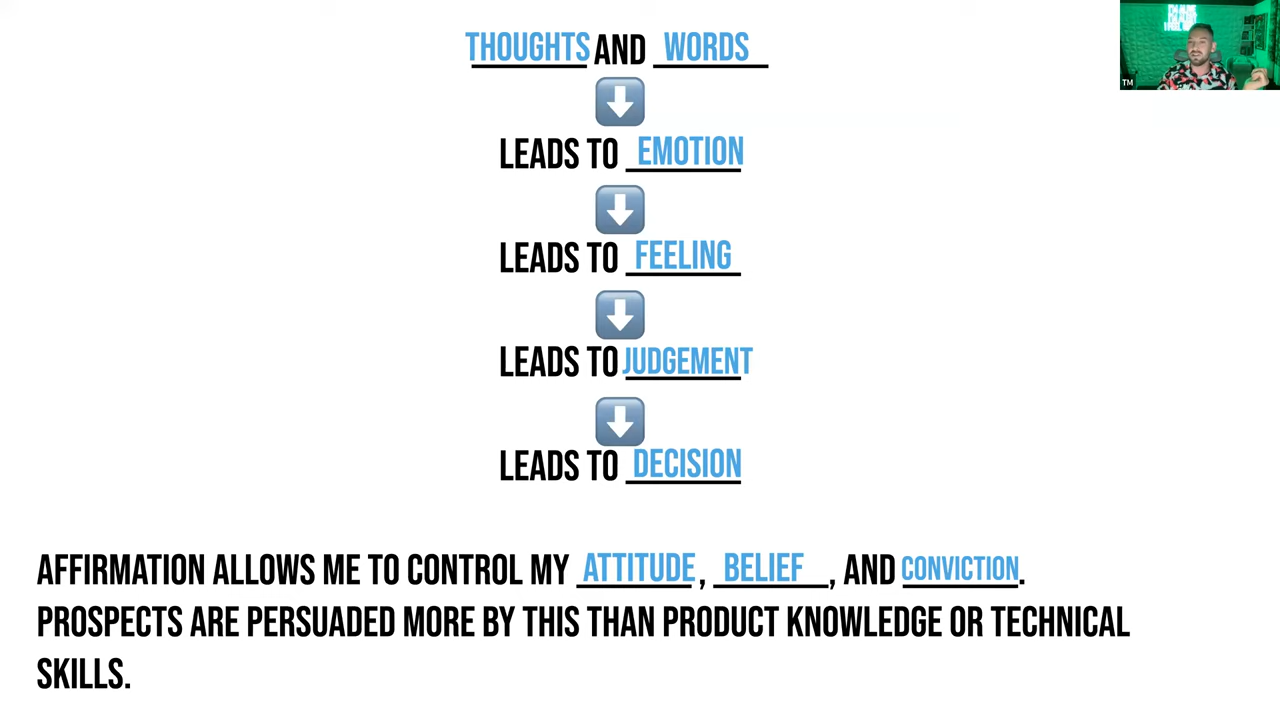 THOUGHTS AND WORDS
LEADS TO EMOTION
LEADS TO FEELING
LEADS TO JUDGEMENT
LEADS TO DECISION
AFFIRMATION ALLOWS ME TO CONTROL MY ATTITUDE, BELIEF, AND CONVICTION.
PROSPECTS ARE PERSUADED MORE BY THIS THAN PRODUCT KNOWLEDGE OR TECHNICAL
SKILLS.
TM